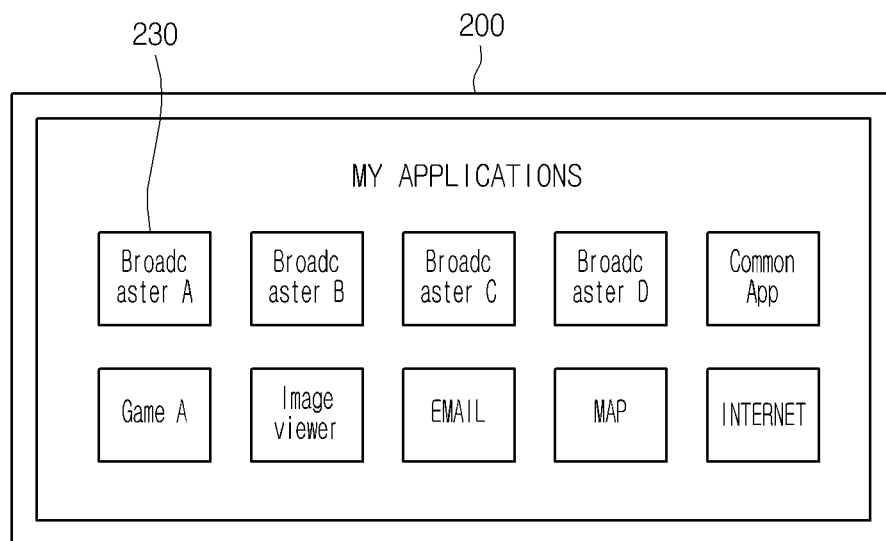 230
200
MY APPLICATIONS
Broadc
aster A
Broadc
aster B
Broadc
aster C
Broadc
aster D
Common
App
Game A
Image
viewer
EMAIL
MAP
INTERNET